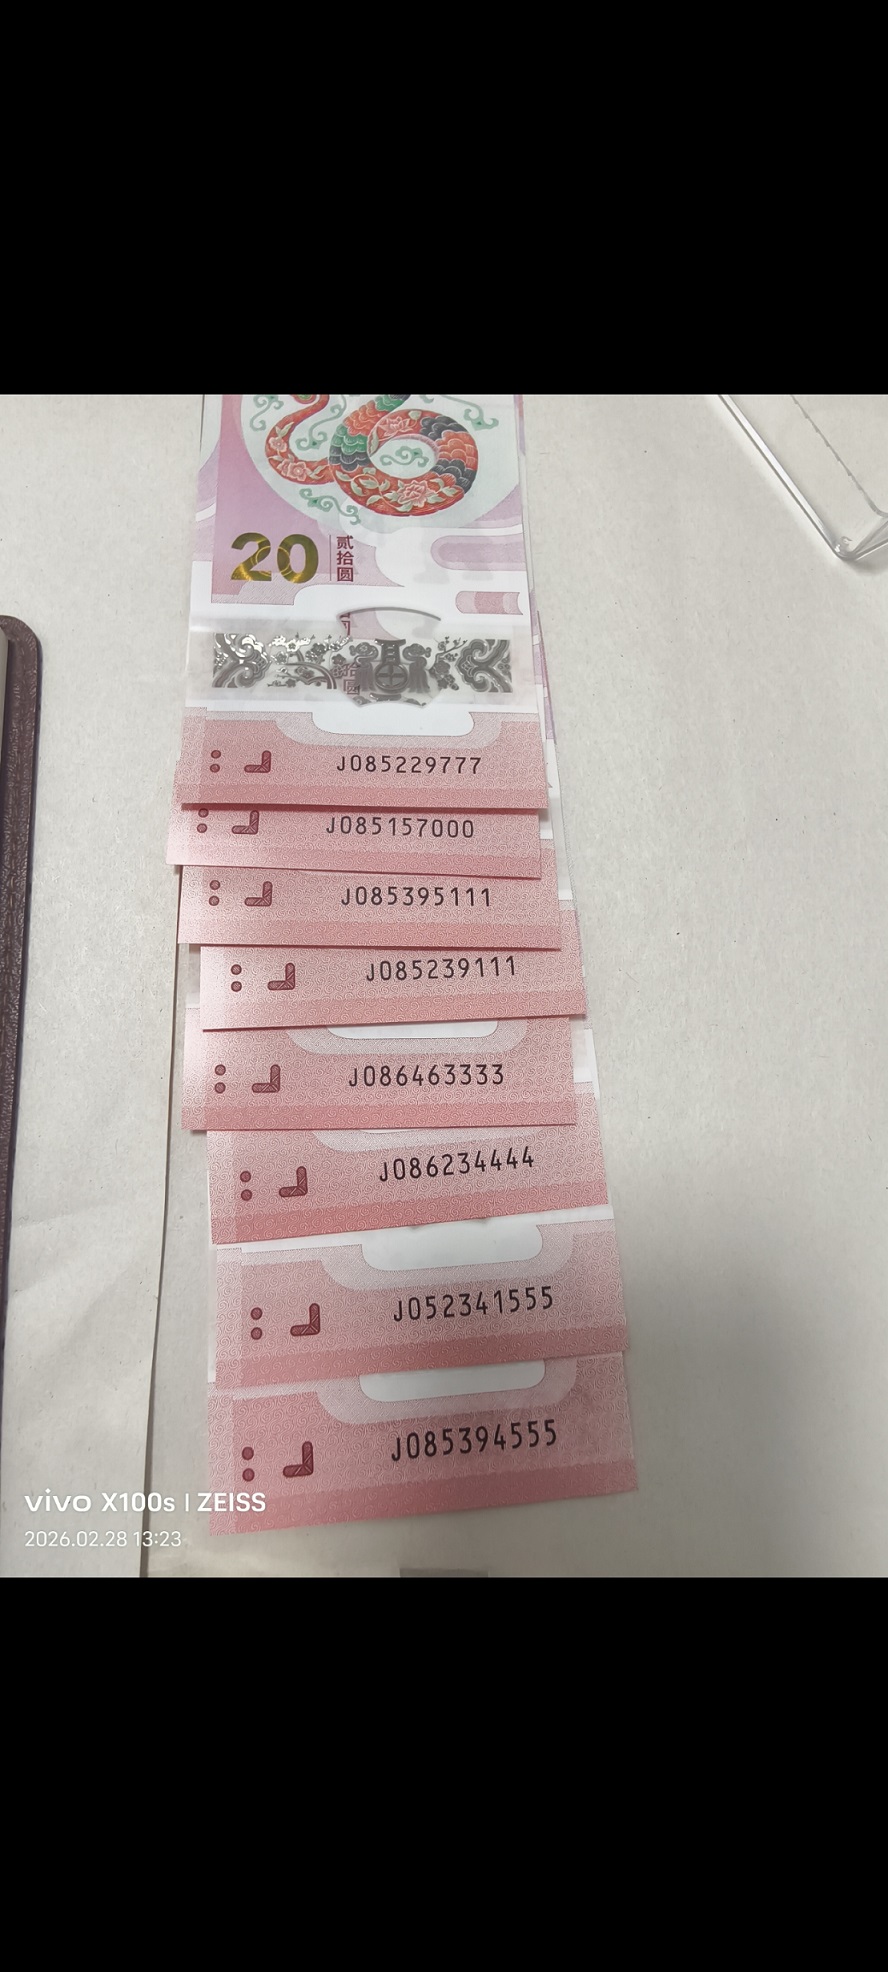 20 贰拾圆
J085229777
J085157000
J085395111
J085239111
J086463333
J086234444
J052341555
J085394555
vivo X100s | ZEISS
2026.02.28 13:23